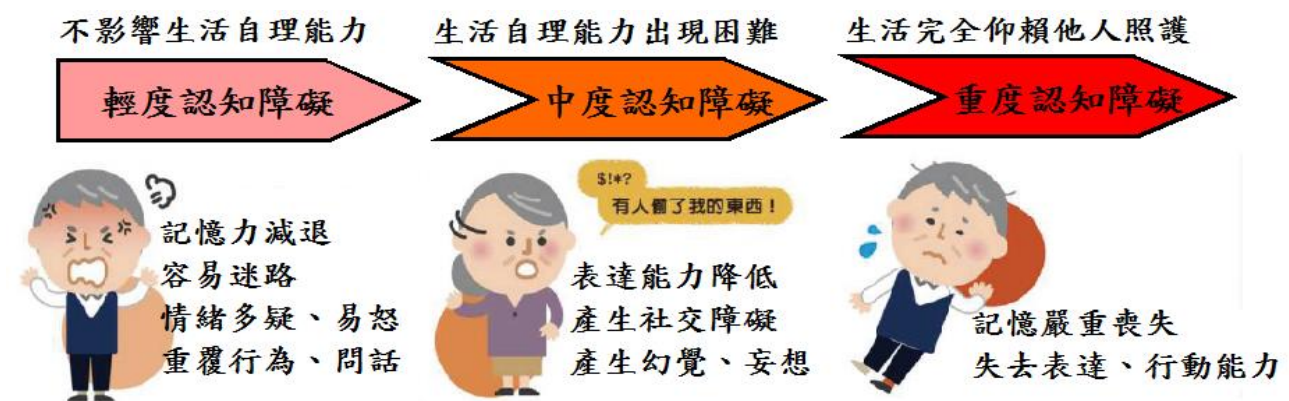 不影響生活自理能力
生活自理能力出現困難
生活完全仰賴他人照護
輕度認知障礙
中度認知障礙
重度認知障礙
記憶力減退
容易迷路
情緒多疑、易怒
重覆行為、問話
$!*?
有人偷了我的東西！
表達能力降低
產生社交障礙
產生幻覺、妄想
記憶嚴重喪失
失去表達、行動能力